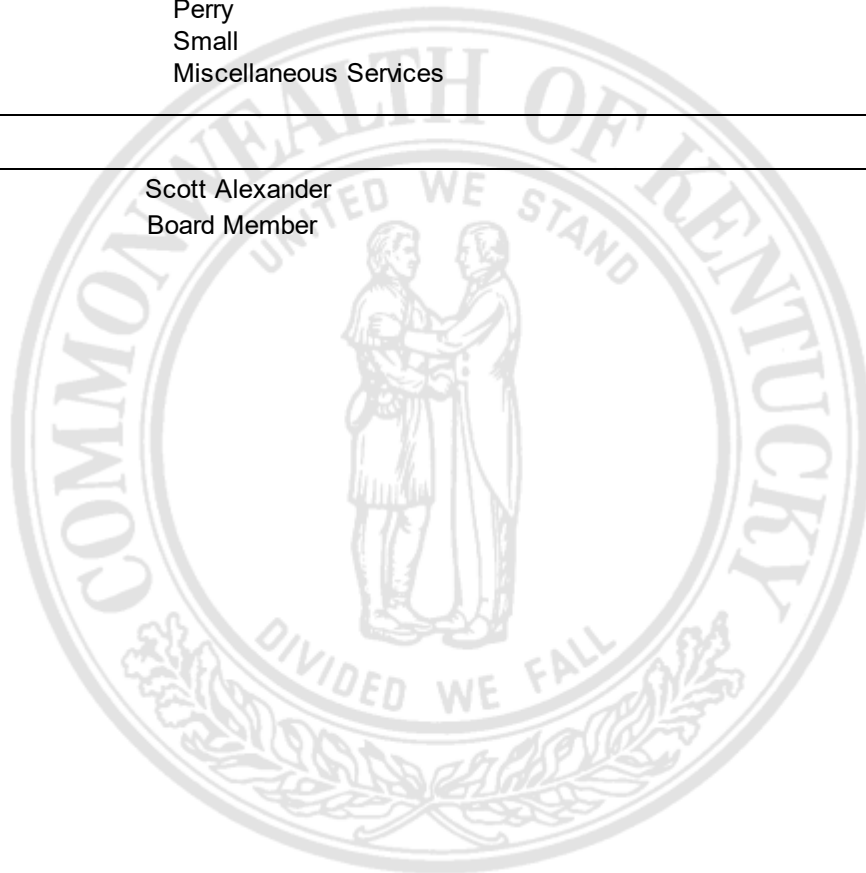 Perry
Small
Miscellaneous Services
Scott Alexander
Board Member
COMMONWEALTH OF KENTUCKY
UNITED WE STAND
DIVIDED WE FALL